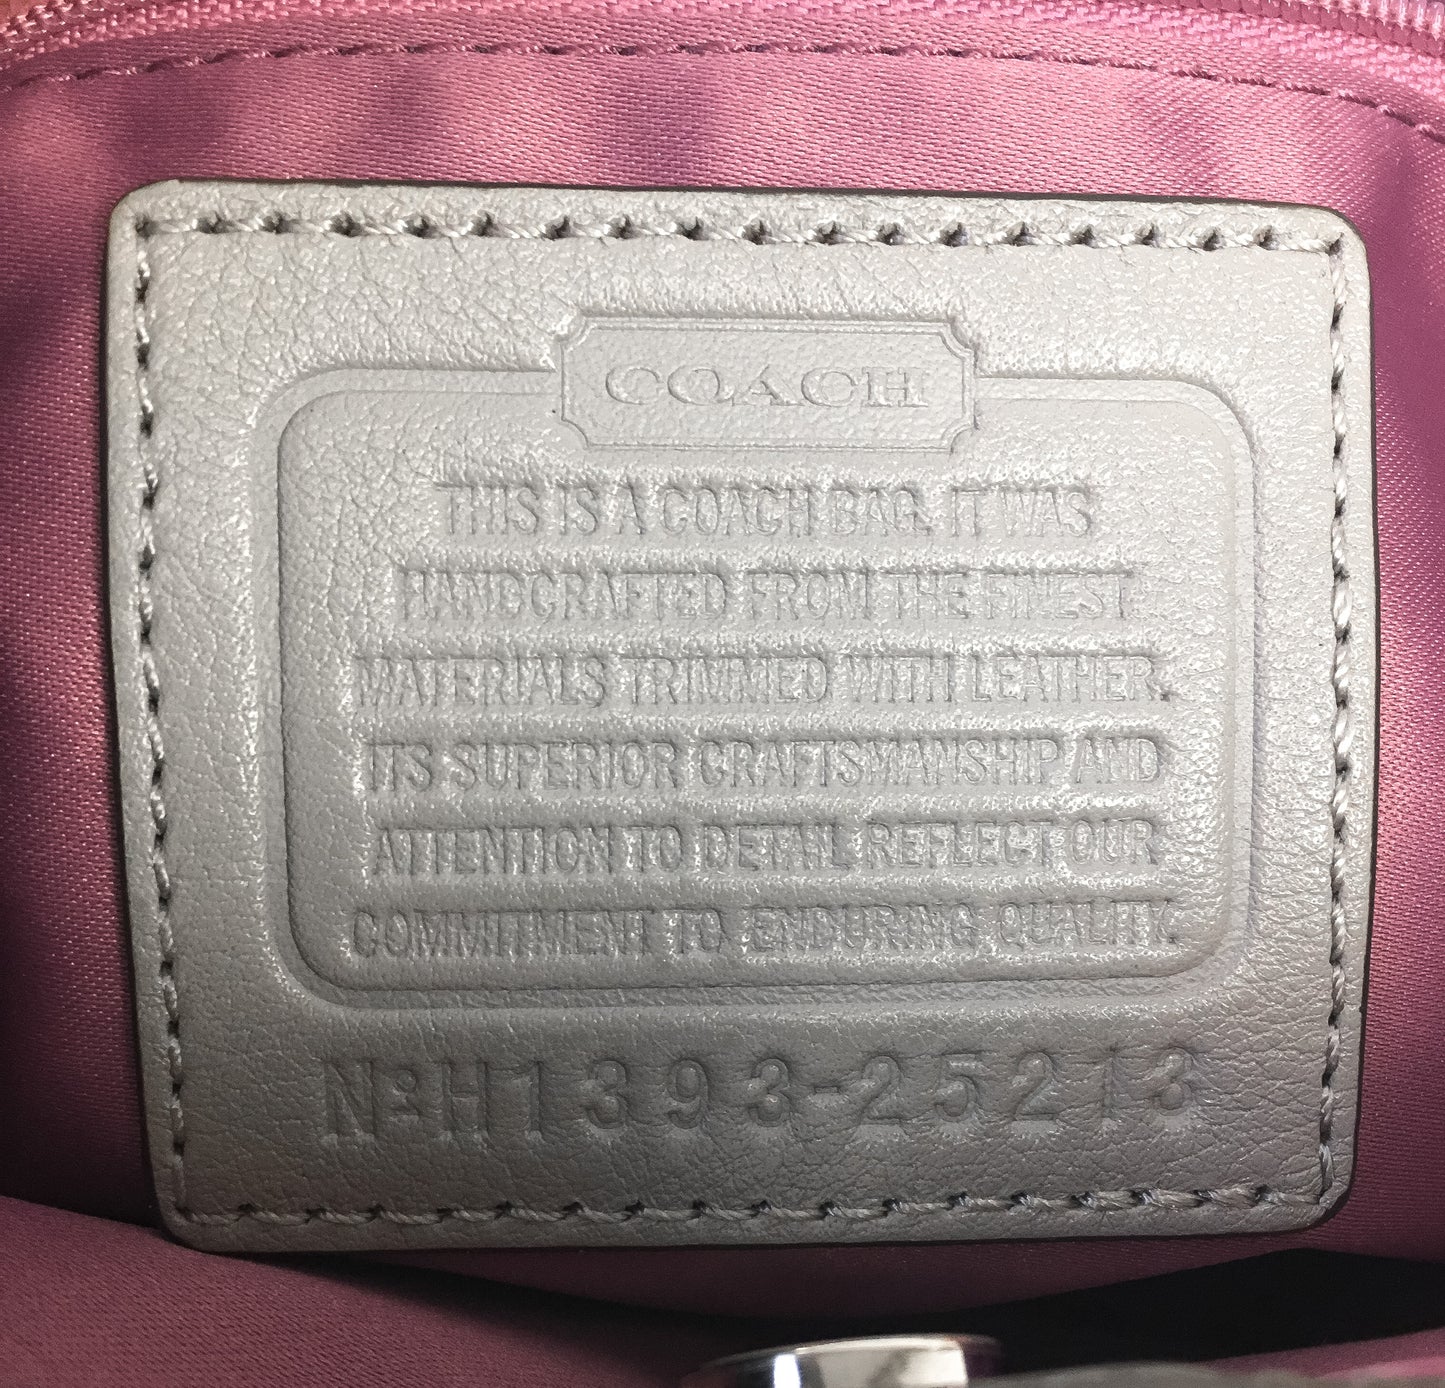 COACH
THIS IS A COACH BAG. IT WAS
HANDCRAFTED FROM THE FINEST
MATERIALS TRIMMED WITH LEATHER.
ITS SUPERIOR CRAFTSMANSHIP AND
ATTENTION TO DETAIL REFLECT OUR
COMMITMENT TO ENDURING QUALITY.
Nº H1393-25213